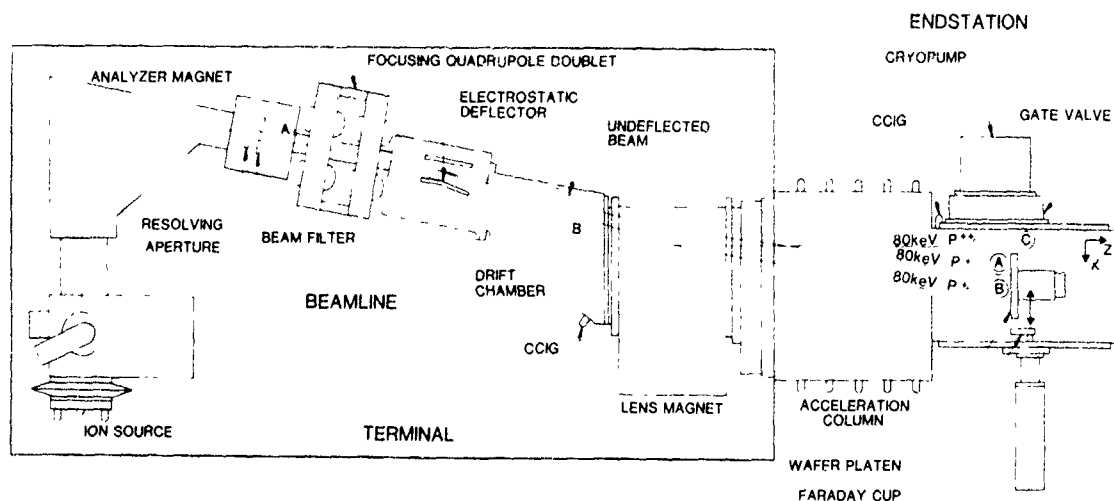 ENDSTATION
CRYOPUMP
FOCUSING QUADRUPOLE DOUBLET
ANALYZER MAGNET
ELECTROSTATIC
DEFLECTOR
UNDEFLECTED
BEAM
CCIG
GATE VALVE
A
RESOLVING
APERTURE
BEAM FILTER
B
80keV P++
C
Z
80keV P+
A
X
80keV P+
B
DRIFT
CHAMBER
BEAMLINE
CCIG
LENS MAGNET
ACCELERATION
COLUMN
ION SOURCE
TERMINAL
WAFER PLATEN
FARADAY CUP